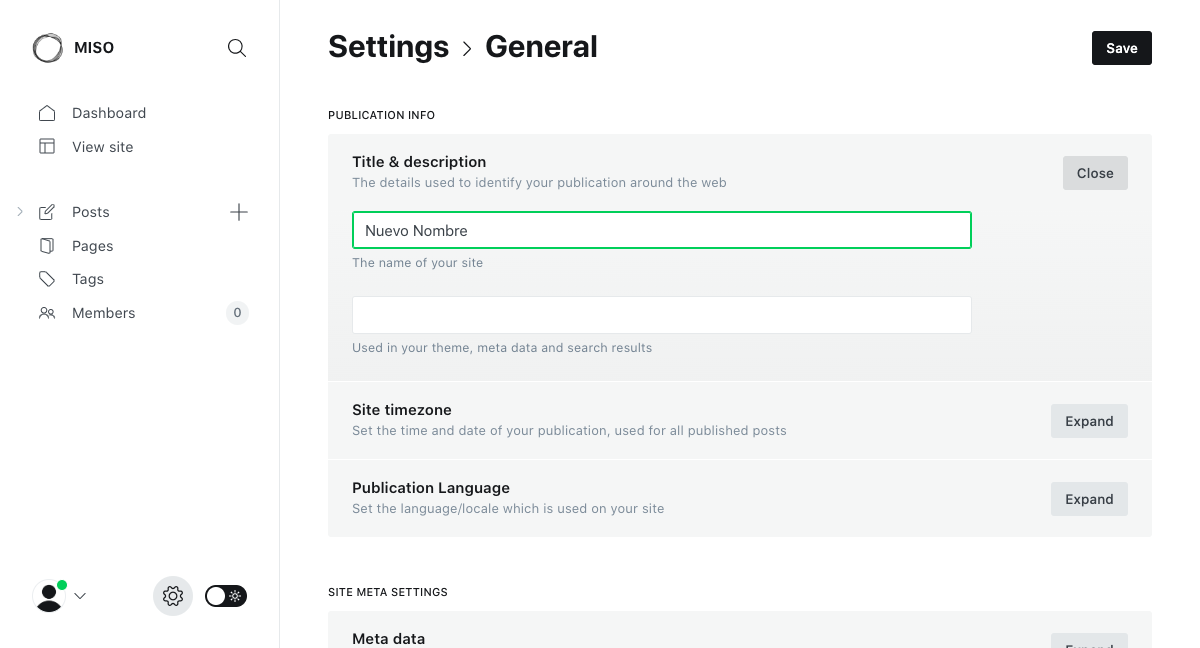 MISO
Settings > General
Save
Dashboard
View site
Posts
Pages
Tags
Members
0
PUBLICATION INFO
Title & description
The details used to identify your publication around the web
Close
Nuevo Nombre
The name of your site
Used in your theme, meta data and search results
Site timezone
Set the time and date of your publication, used for all published posts
Expand
Publication Language
Set the language/locale which is used on your site
Expand
SITE META SETTINGS
Meta data
Expand